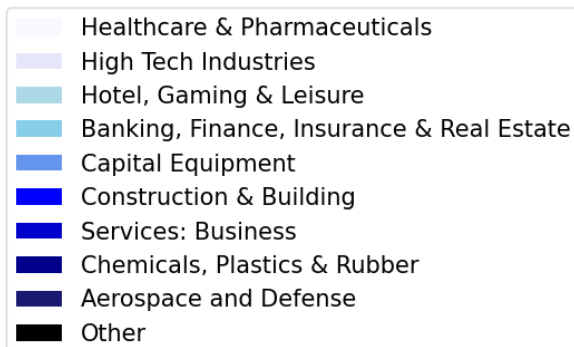 Healthcare & Pharmaceuticals
High Tech Industries
Hotel, Gaming & Leisure
Banking, Finance, Insurance & Real Estate
Capital Equipment
Construction & Building
Services: Business
Chemicals, Plastics & Rubber
Aerospace and Defense
Other